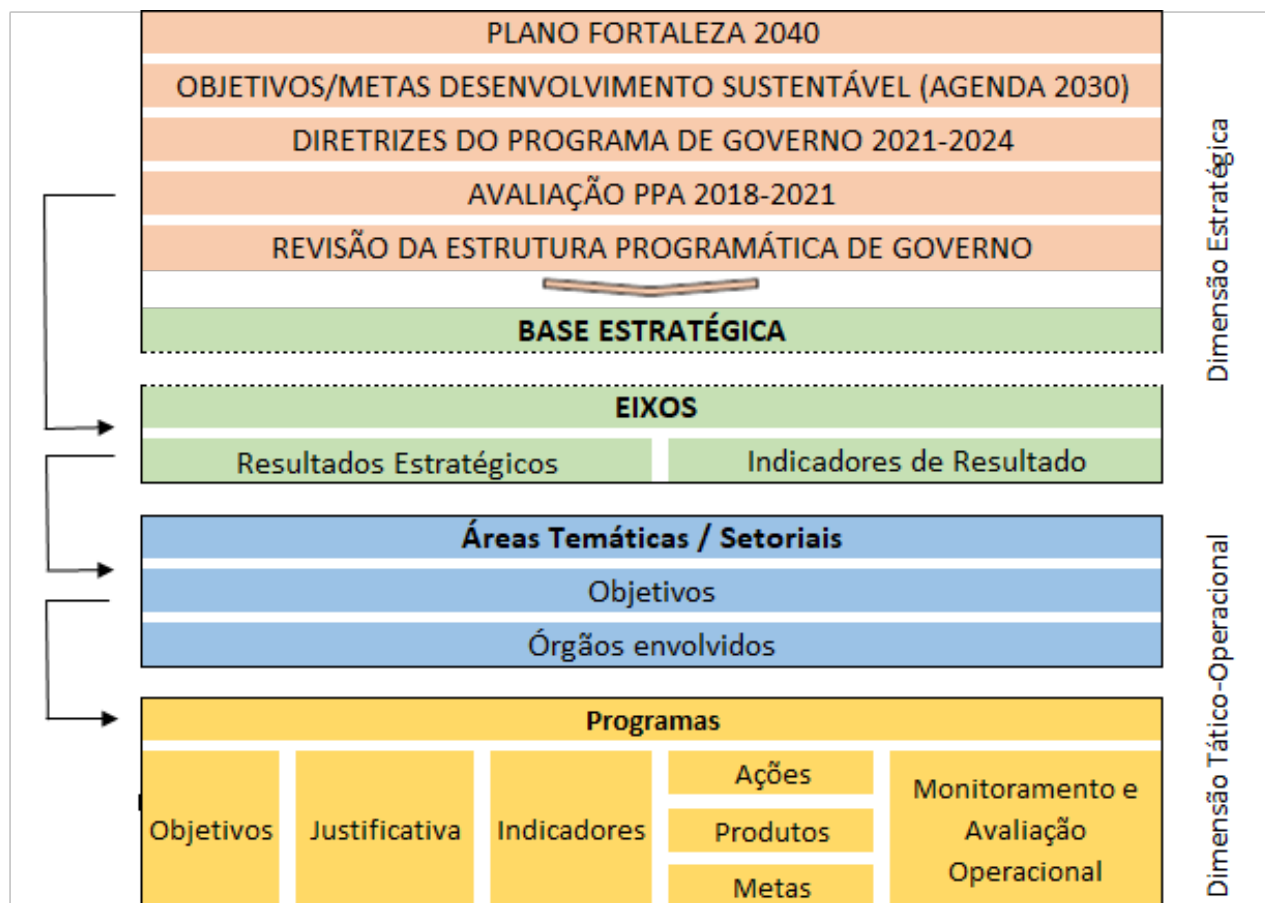 PLANO FORTALEZA 2040
OBJETIVOS/METAS DESENVOLVIMENTO SUSTENTÁVEL (AGENDA 2030)
DIRETRIZES DO PROGRAMA DE GOVERNO 2021-2024
AVALIAÇÃO PPA 2018-2021
REVISÃO DA ESTRUTURA PROGRAMÁTICA DE GOVERNO
BASE ESTRATÉGICA
Dimensão Estratégica
EIXOS
Resultados Estratégicos
Indicadores de Resultado
Áreas Temáticas / Setoriais
Objetivos
Órgãos envolvidos
Programas
Objetivos
Justificativa
Indicadores
Ações
Produtos
Metas
Monitoramento e
Avaliação
Operacional
Dimensão Tático-Operacional